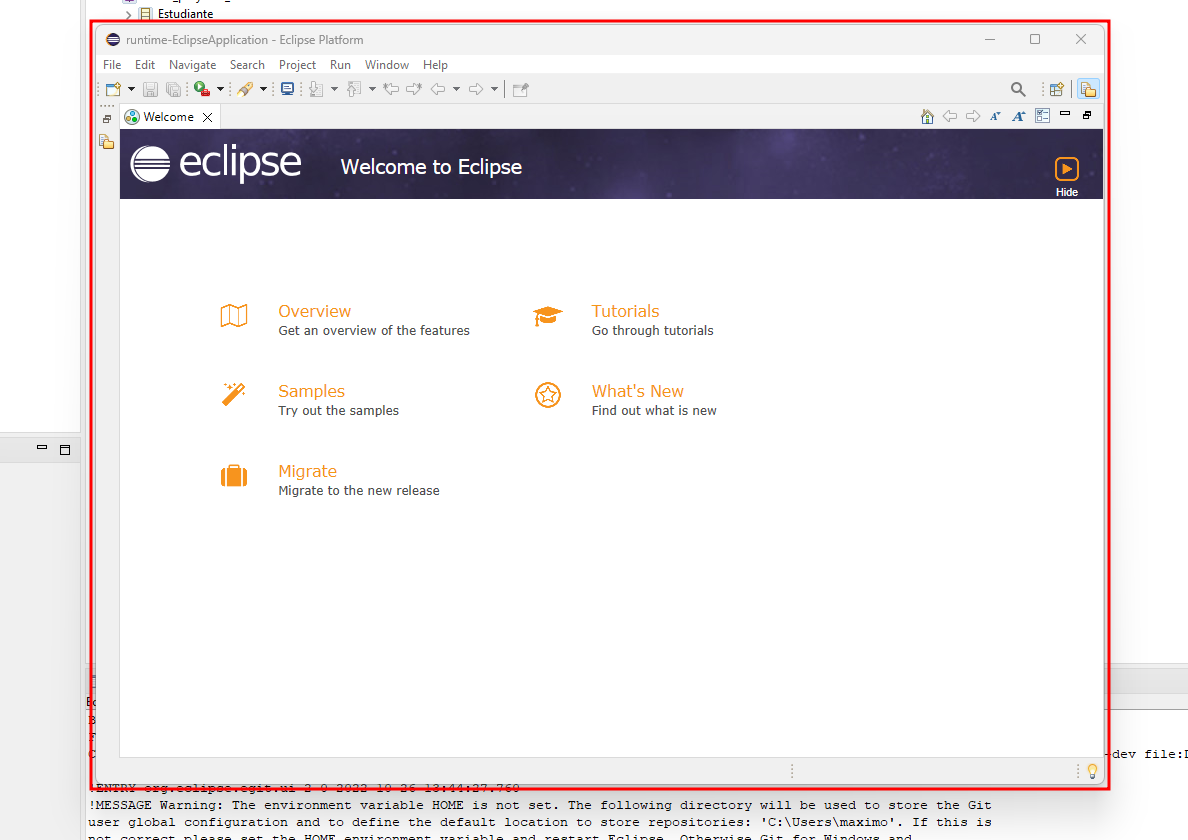 Estudiante
runtime-EclipseApplication - Eclipse Platform
File Edit Navigate Search Project Run Window Help
Welcome
eclipse Welcome to Eclipse
Hide
Overview
Get an overview of the features
Tutorials
Go through tutorials
Samples
Try out the samples
What's New
Find out what is new
Migrate
Migrate to the new release
-dev file:
!ENTRY org.eclipse.egit.ui 2 0 2022-10-26 13:44:27.760
!MESSAGE Warning: The environment variable HOME is not set. The following directory will be used to store the Git
user global configuration and to define the default location to store repositories: 'C:\Users\maximo'. If this is
not correct please set the HOME environment variable and restart Eclipse. Otherwise Git for Windows and